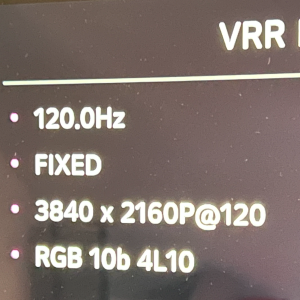 VRR
120.0Hz
FIXED
3840 x 2160P@120
RGB 10b 4L10